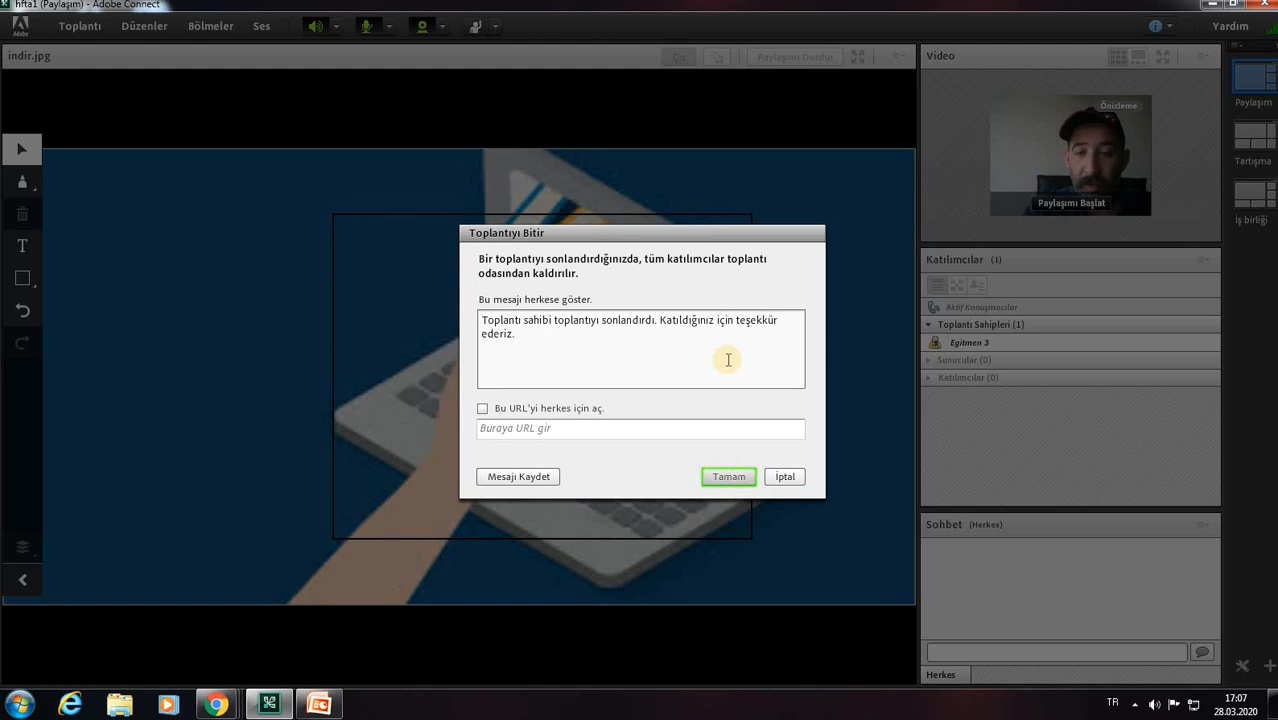 hfta1 (Paylaşım) - Adobe Connect
Adobe
Toplantı Düzenler Bölmeler Ses Yardım
indir.jpg
Paylaşımı Durdur
Video
Önizleme
Paylaşımı Başlat
Paylaşım
Tartışma
İş birliği
Toplantıyı Bitir
Bir toplantıyı sonlandırdığınızda, tüm katılımcılar toplantı
odasından kaldırılır.
Bu mesajı herkese göster.
Toplantı sahibi toplantıyı sonlandırdı. Katıldığınız için teşekkür
ederiz.
Bu URL'yi herkes için aç.
Buraya URL gir
Mesajı Kaydet Tamam İptal
Katılımcılar (1)
Aktif Konuşmacılar
Toplantı Sahipleri (1)
Egitmen 3
Sunucular (0)
Katılımcılar (0)
Sohbet (Herkes)
Herkes
TR
17:07
28.03.2020